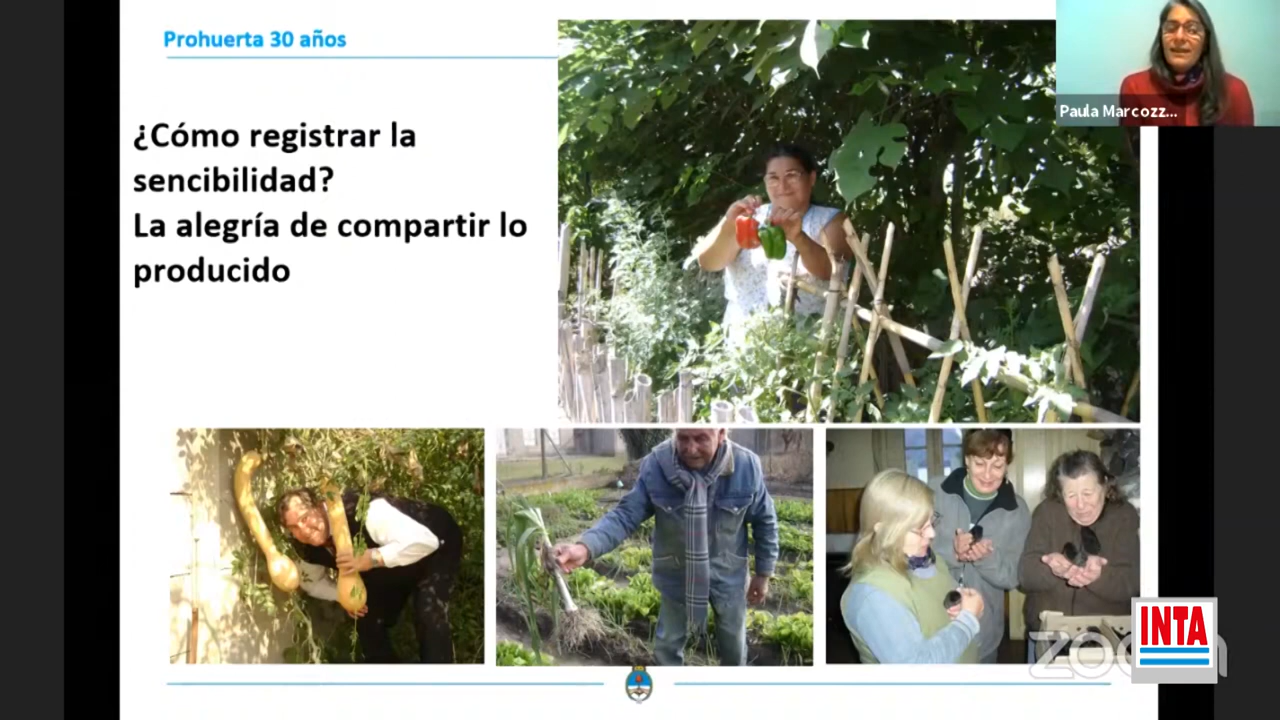 Prohuerta 30 años
Paula Marcozz...
¿Cómo registrar la
sencibilidad?
La alegría de compartir lo
producido
zoom
INTA